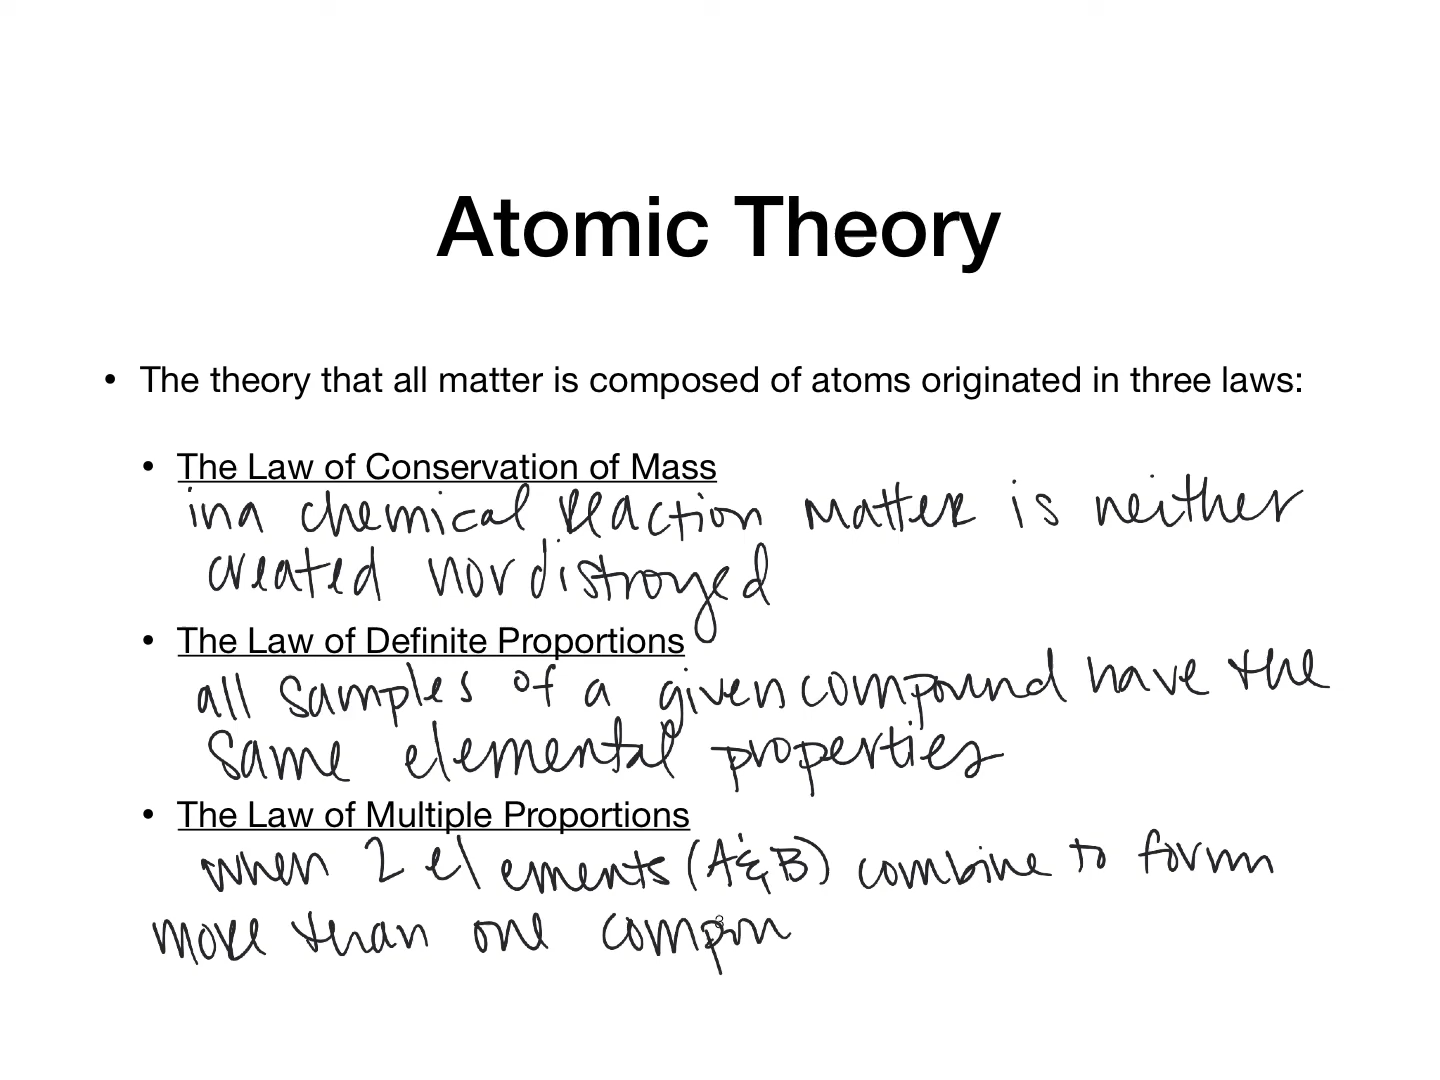 Atomic Theory
• The theory that all matter is composed of atoms originated in three laws:
• The Law of Conservation of Mass
in a chemical reaction matter is neither
created nor distroyed
• The Law of Definite Proportions
all samples of a given compound have the
same elemental properties
• The Law of Multiple Proportions
when 2 elements (A & B) combine to form
more than one compn
3